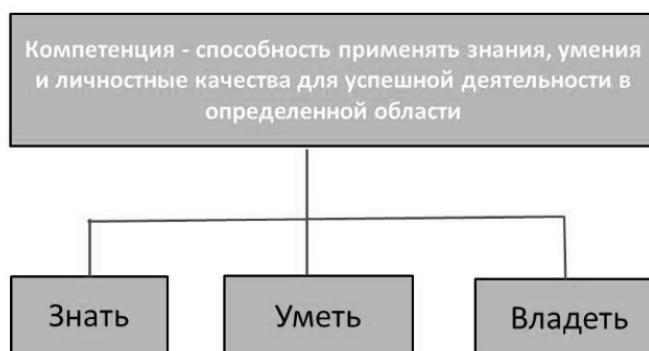 Компетенция - способность применять знания, умения
и личностные качества для успешной деятельности в
определенной области
Знать
Уметь
Владеть